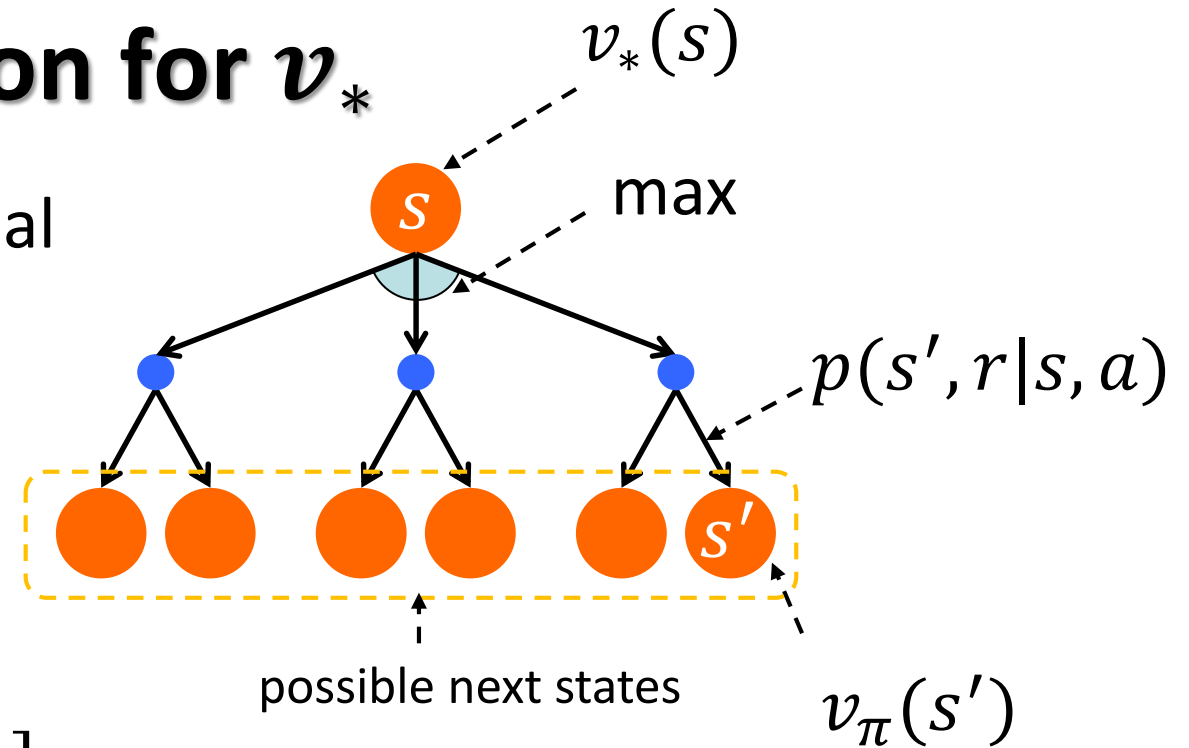 on for v*
v*(s)
al
s
max
p(s′, r|s, a)
s′
possible next states
vπ(s′)
]